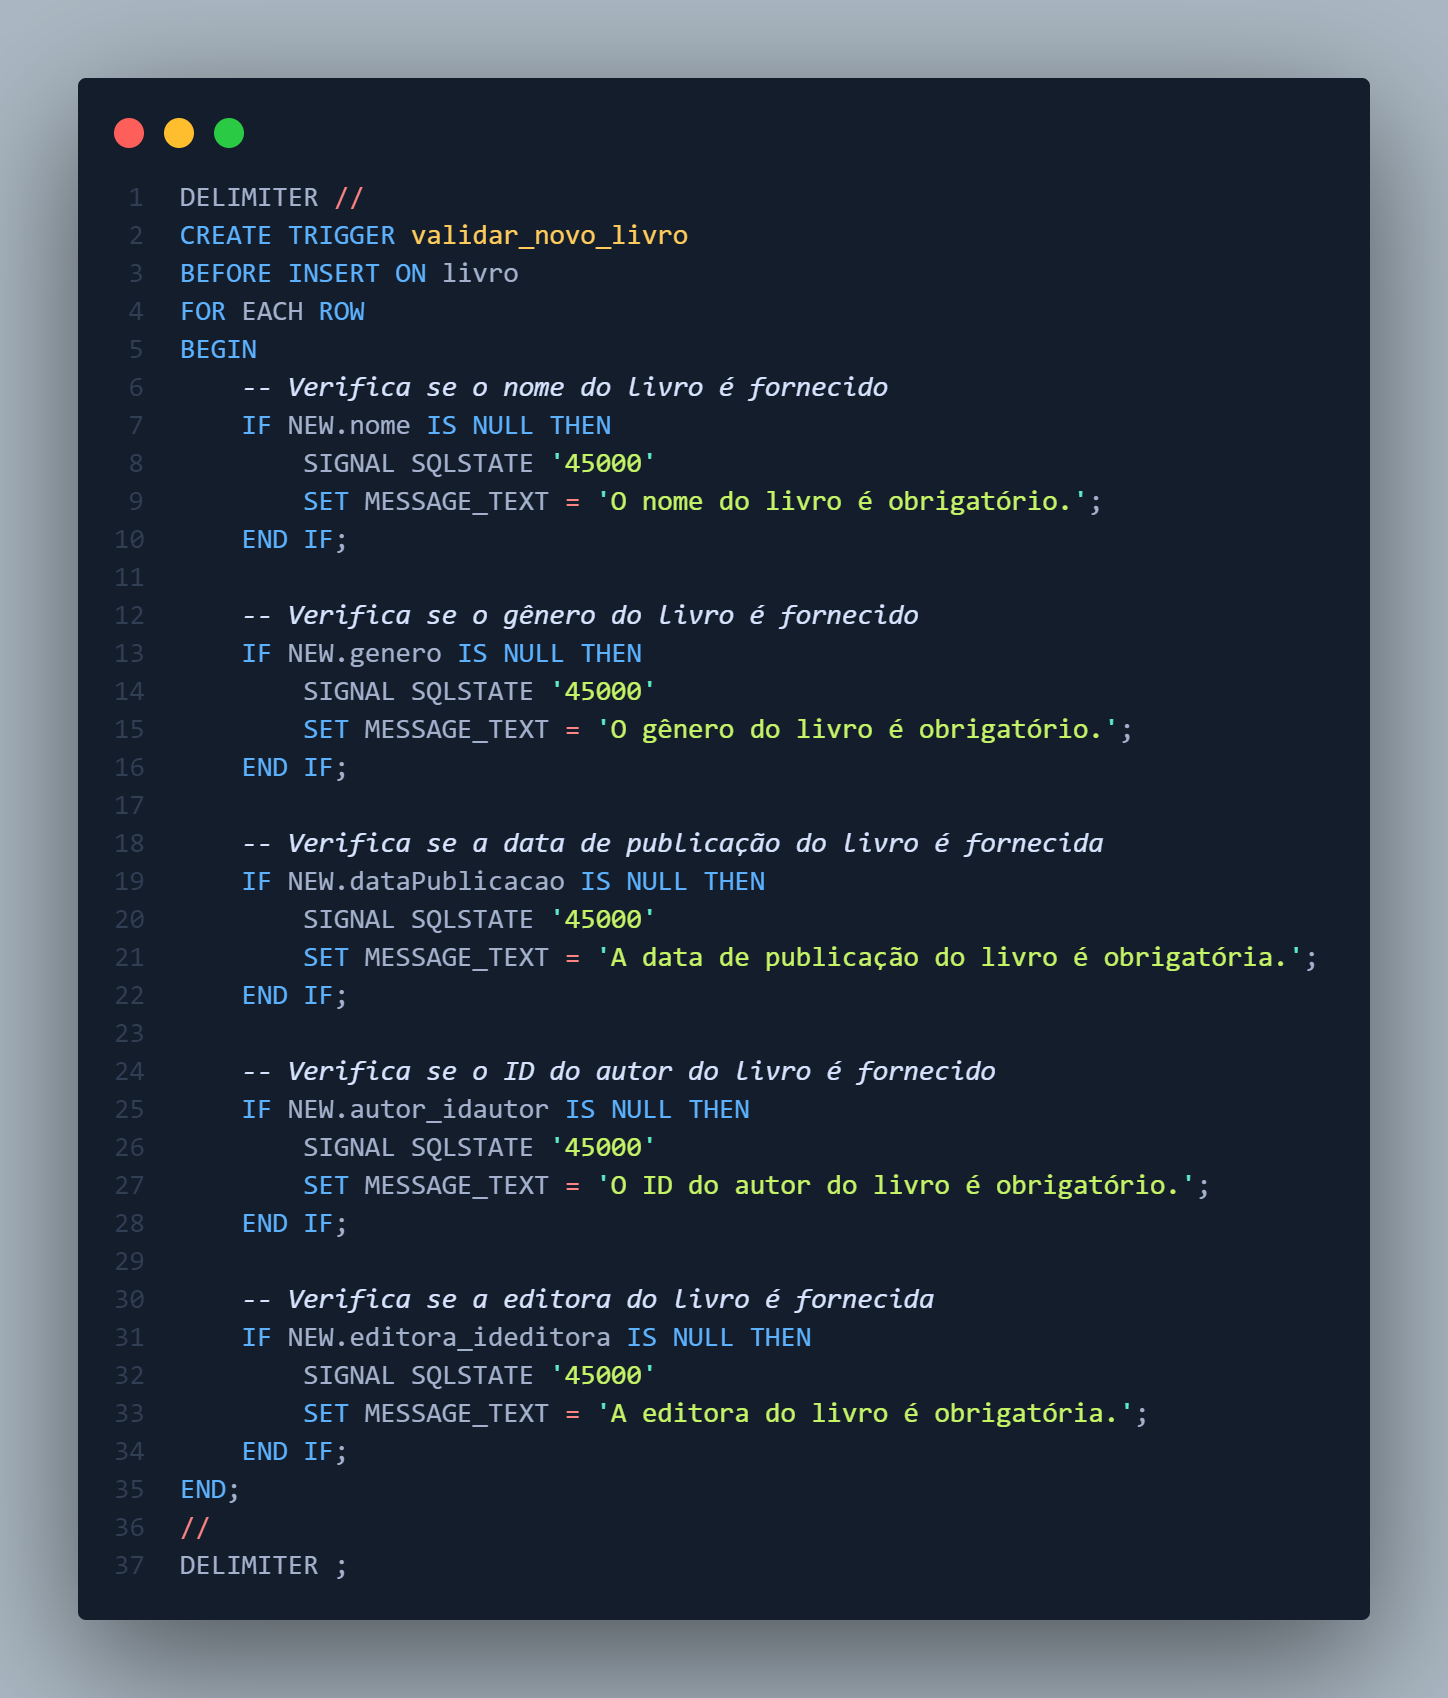 1 DELIMITER //
2 CREATE TRIGGER validar_novo_livro
3 BEFORE INSERT ON livro
4 FOR EACH ROW
5 BEGIN
6     -- Verifica se o nome do livro é fornecido
7     IF NEW.nome IS NULL THEN
8         SIGNAL SQLSTATE '45000'
9         SET MESSAGE_TEXT = 'O nome do livro é obrigatório.';
10     END IF;
11
12     -- Verifica se o gênero do livro é fornecido
13     IF NEW.genero IS NULL THEN
14         SIGNAL SQLSTATE '45000'
15         SET MESSAGE_TEXT = 'O gênero do livro é obrigatório.';
16     END IF;
17
18     -- Verifica se a data de publicação do livro é fornecida
19     IF NEW.dataPublicacao IS NULL THEN
20         SIGNAL SQLSTATE '45000'
21         SET MESSAGE_TEXT = 'A data de publicação do livro é obrigatória.';
22     END IF;
23
24     -- Verifica se o ID do autor do livro é fornecido
25     IF NEW.autor_idautor IS NULL THEN
26         SIGNAL SQLSTATE '45000'
27         SET MESSAGE_TEXT = 'O ID do autor do livro é obrigatório.';
28     END IF;
29
30     -- Verifica se a editora do livro é fornecida
31     IF NEW.editora_ideditora IS NULL THEN
32         SIGNAL SQLSTATE '45000'
33         SET MESSAGE_TEXT = 'A editora do livro é obrigatória.';
34     END IF;
35 END;
36 //
37 DELIMITER ;